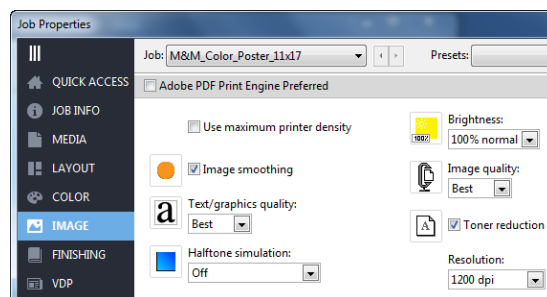 Job Properties
Job: M&M_Color_Poster_11x17
Presets:
QUICK ACCESS
JOB INFO
MEDIA
LAYOUT
COLOR
IMAGE
FINISHING
VDP
Adobe PDF Print Engine Preferred
Use maximum printer density
Image smoothing
a
Text/graphics quality:
Best
Halftone simulation:
Off
100%
Brightness:
100% normal
Image quality:
Best
A
Toner reduction
Resolution:
1200 dpi